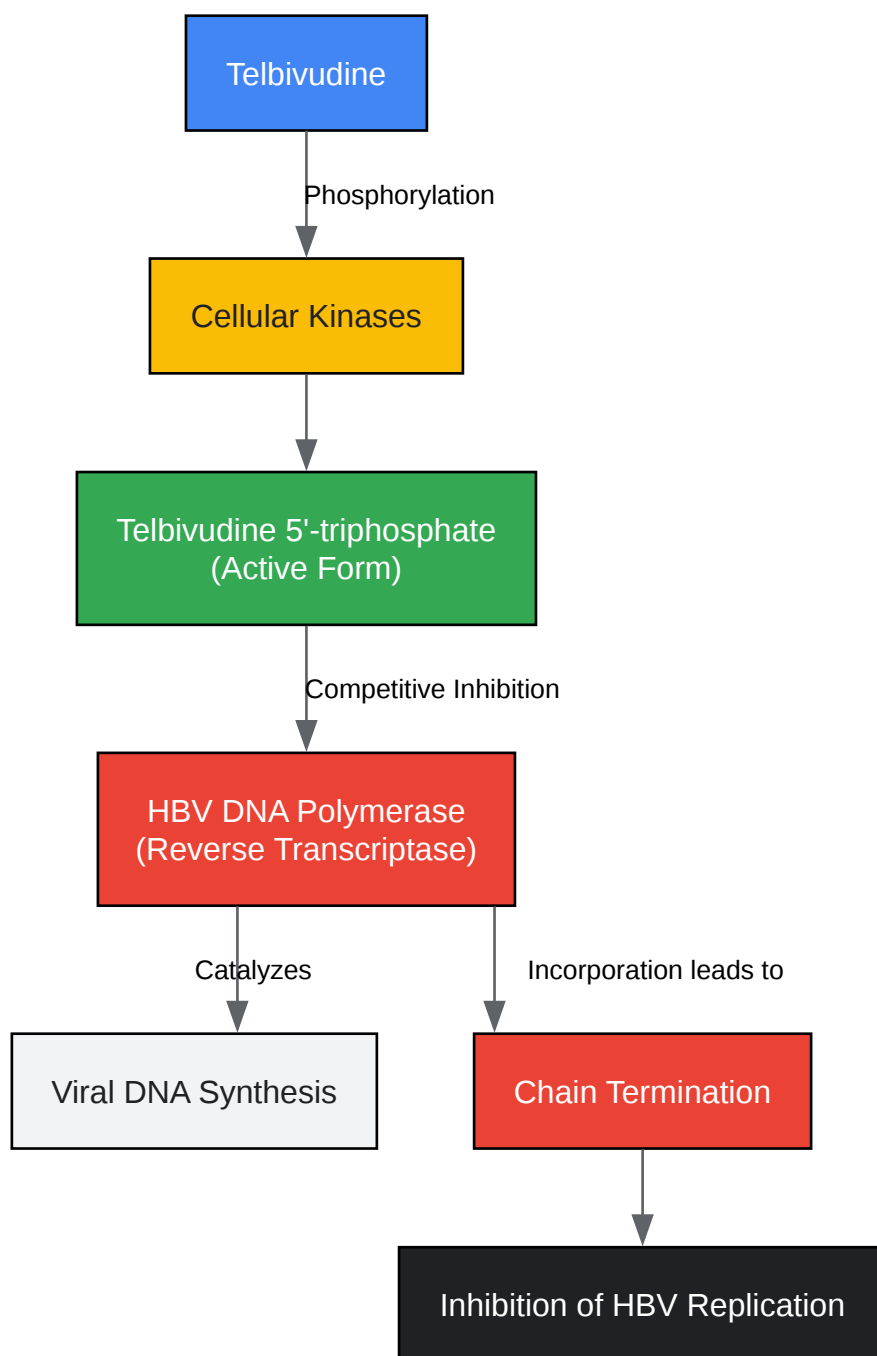 Telbivudine
Phosphorylation
Cellular Kinases
Telbivudine 5'-triphosphate
(Active Form)
Competitive Inhibition
HBV DNA Polymerase
(Reverse Transcriptase)
Catalyzes
Incorporation leads to
Viral DNA Synthesis
Chain Termination
Inhibition of HBV Replication